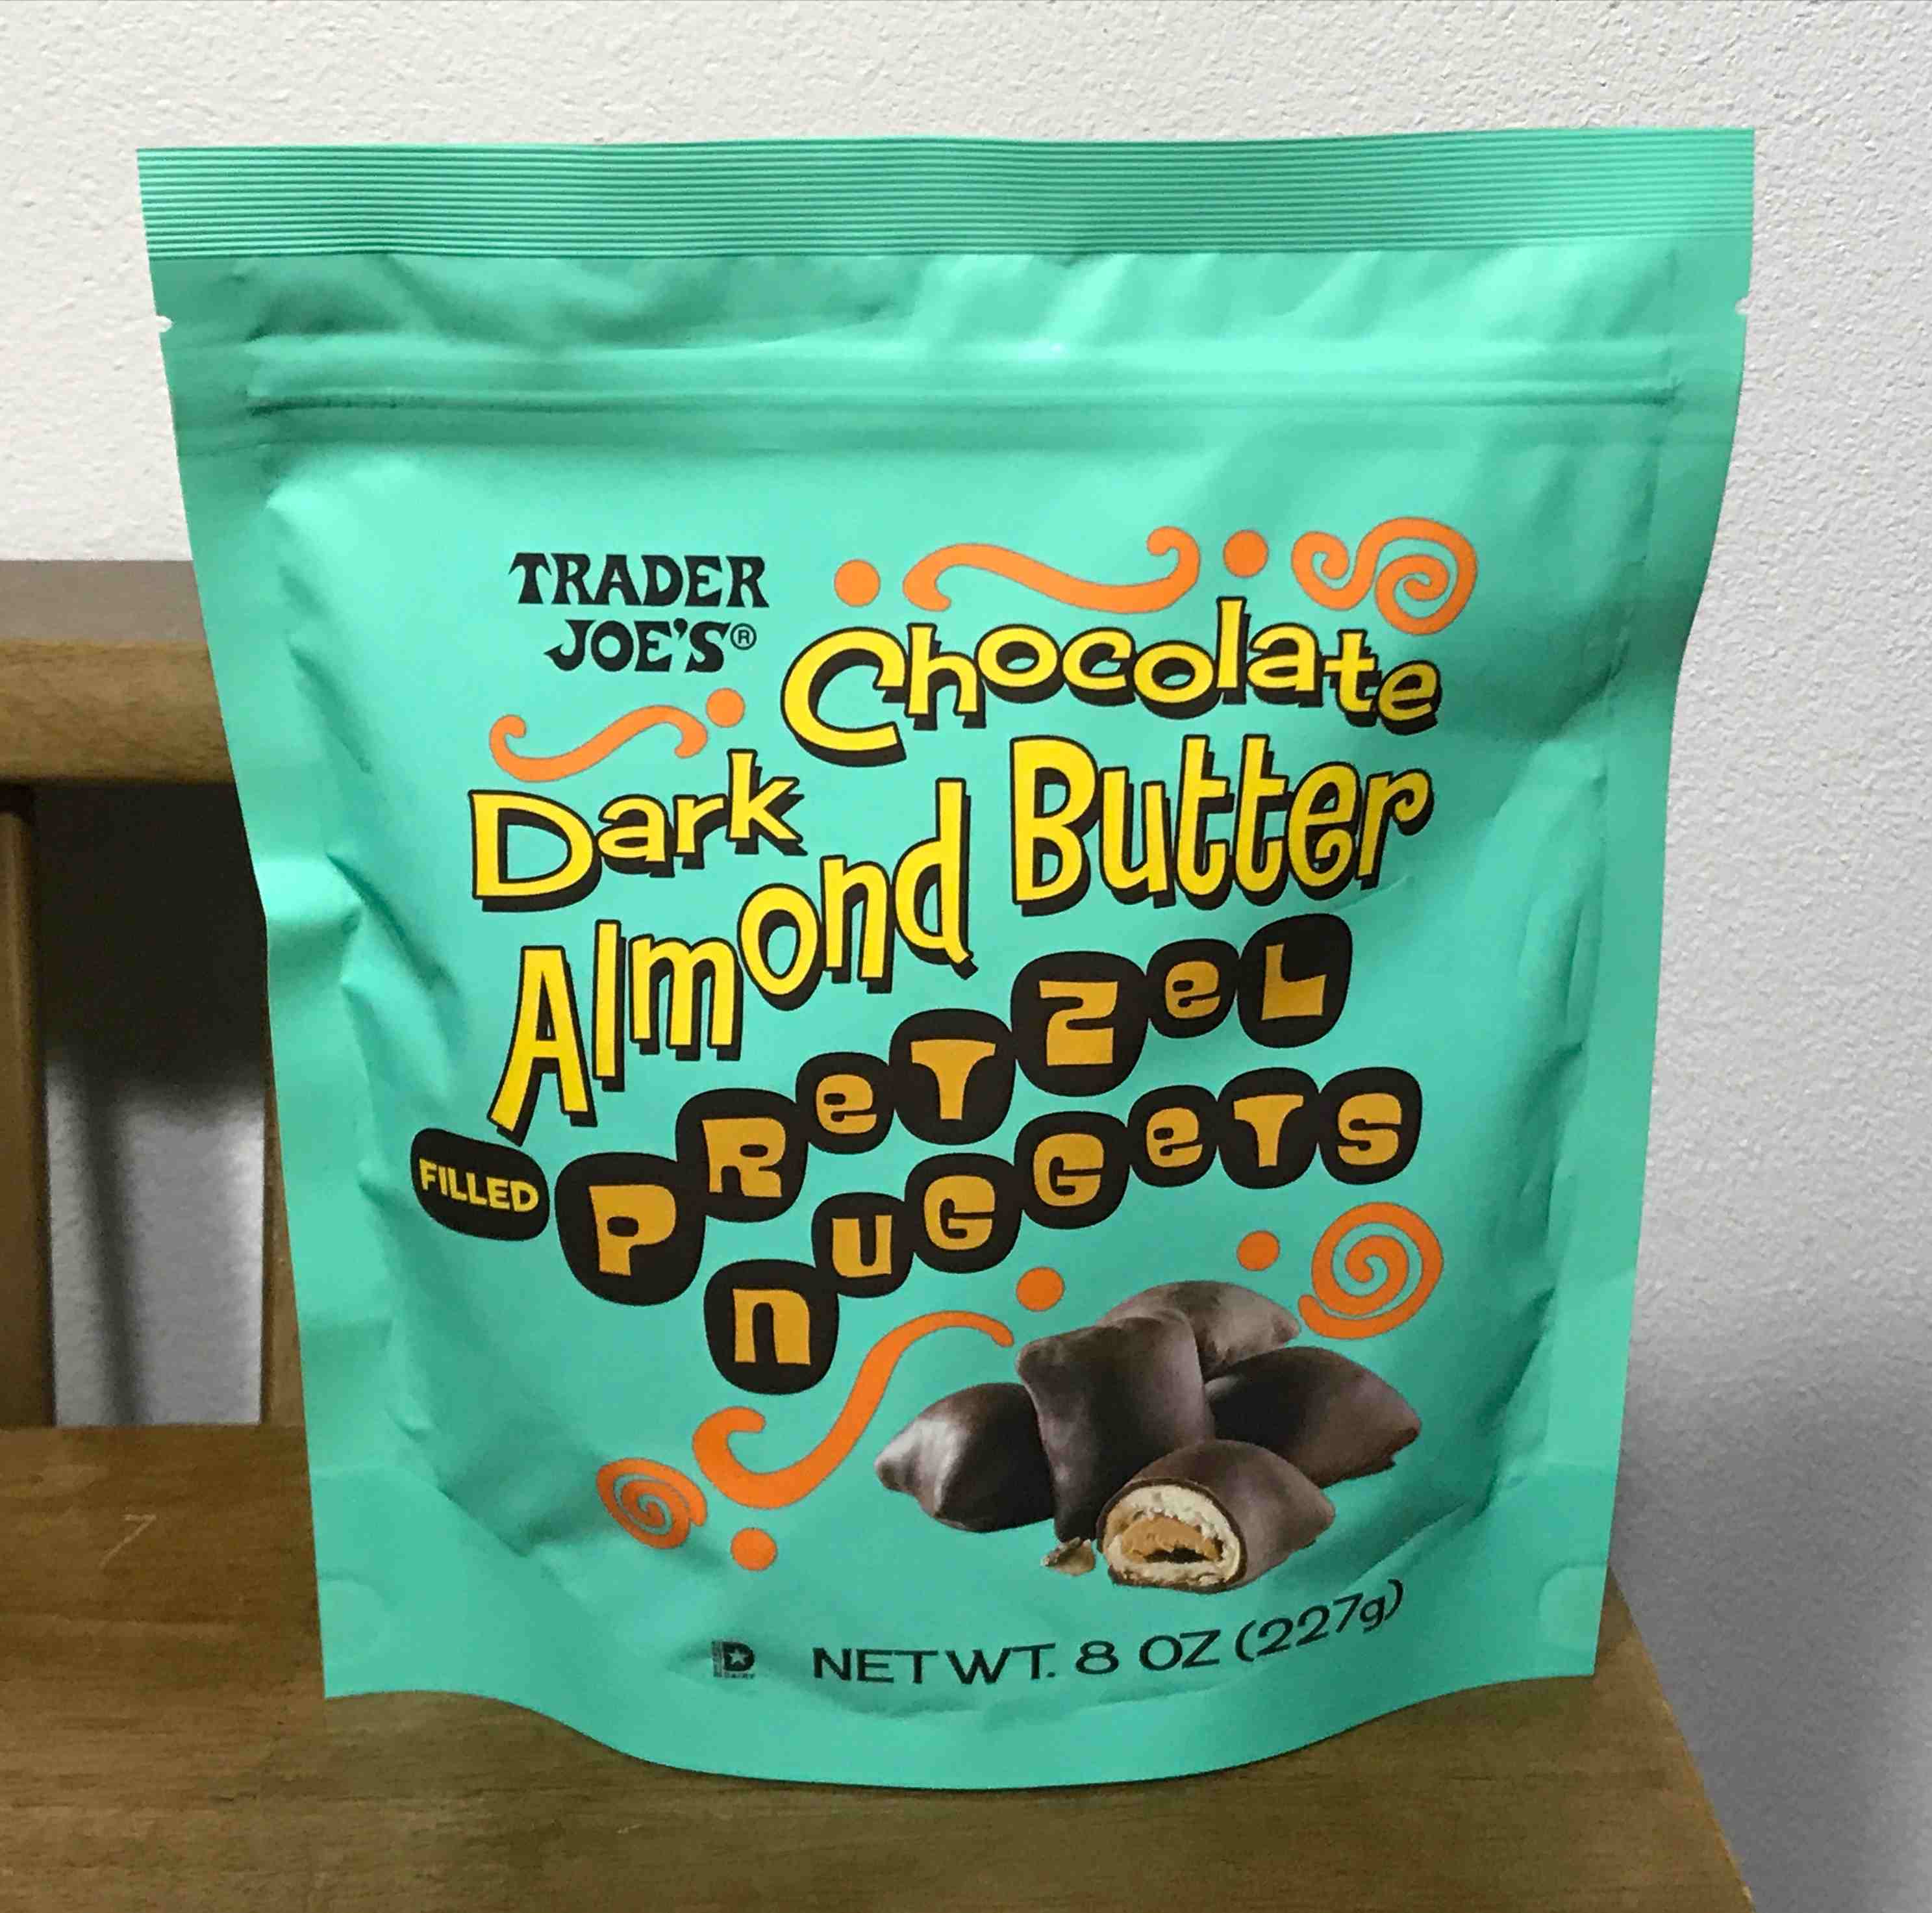 TRADER
JOE'S®
Dark Chocolate
Almond Butter
FILLED PReTZeL
nuGGeTS
D NET WT. 8 OZ (227g)